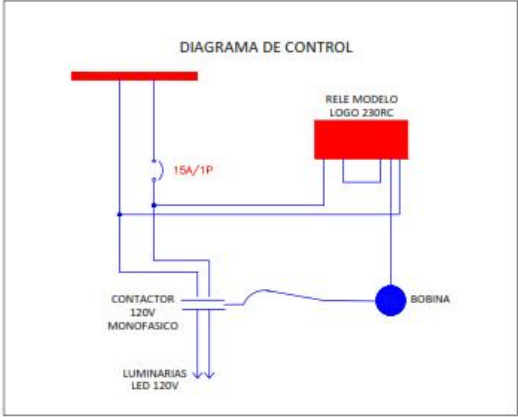 DIAGRAMA DE CONTROL
RELE MODELO
LOGO 230RC
15A/1P
CONTACTOR
120V
MONOFASICO
BOBINA
LUMINARIAS
LED 120V